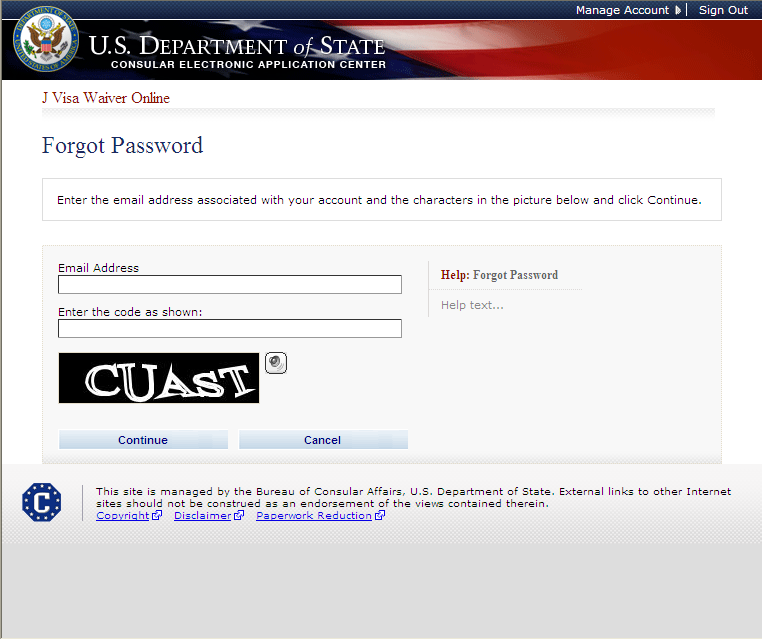 Manage Account | Sign Out
U.S. DEPARTMENT of STATE
CONSULAR ELECTRONIC APPLICATION CENTER
J Visa Waiver Online
Forgot Password
Enter the email address associated with your account and the characters in the picture below and click Continue.
Email Address
Help: Forgot Password
Help text...
Enter the code as shown:
CUAST
Continue
Cancel
C
This site is managed by the Bureau of Consular Affairs, U.S. Department of State. External links to other Internet
sites should not be construed as an endorsement of the views contained therein.
Copyright Disclaimer Paperwork Reduction